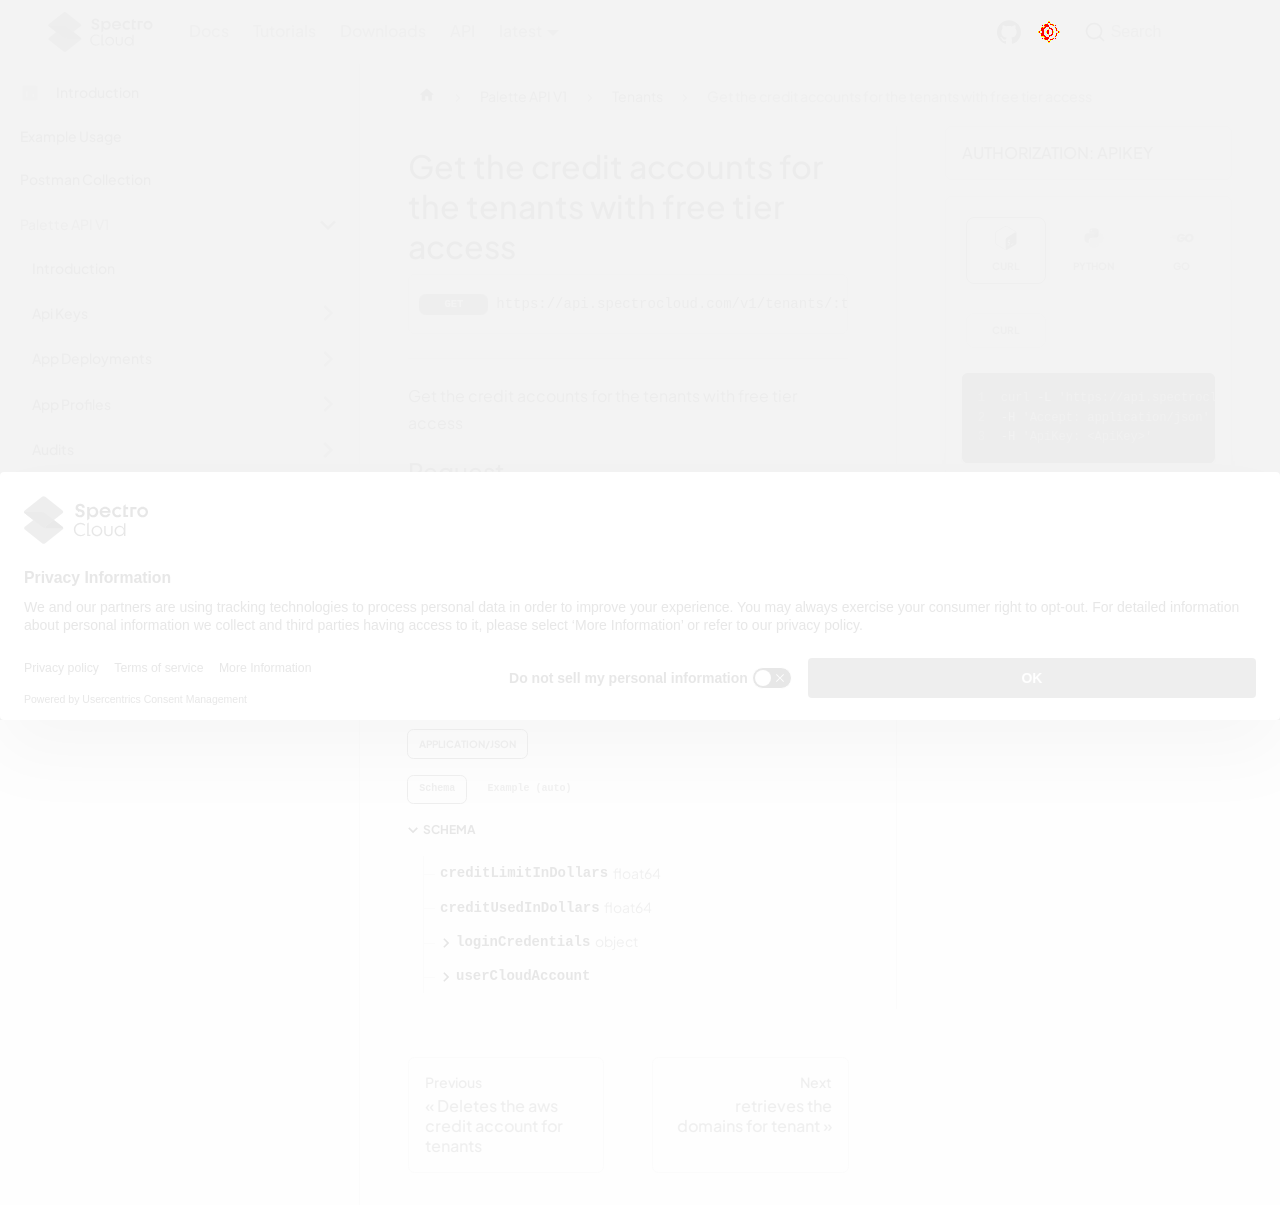 Spectro Cloud
Docs Tutorials Downloads API latest
Search
Introduction
Example Usage
Postman Collection
Palette API V1
Introduction
Api Keys
App Deployments
App Profiles
Audits
Palette API V1 Tenants Get the credit accounts for the tenants with free tier access
Get the credit accounts for
the tenants with free tier
access
GET https://api.spectrocloud.com/v1/tenants/:t
Get the credit accounts for the tenants with free tier
access
Request
AUTHORIZATION: APIKEY
CURL PYTHON GO
CURL
Spectro
Cloud
Privacy Information
We and our partners are using tracking technologies to process personal data in order to improve your experience. You may always exercise your consumer right to opt-out. For detailed information
about personal information we collect and third parties having access to it, please select ‘More Information’ or refer to our privacy policy.
Privacy policy Terms of service More Information
Do not sell my personal information
OK
Powered by Usercentrics Consent Management
APPLICATION/JSON
Schema Example (auto)
SCHEMA
creditLimitInDollars float64
creditUsedInDollars float64
loginCredentials object
userCloudAccount
Previous
« Deletes the aws
credit account for
tenants
Next
retrieves the
domains for tenant »